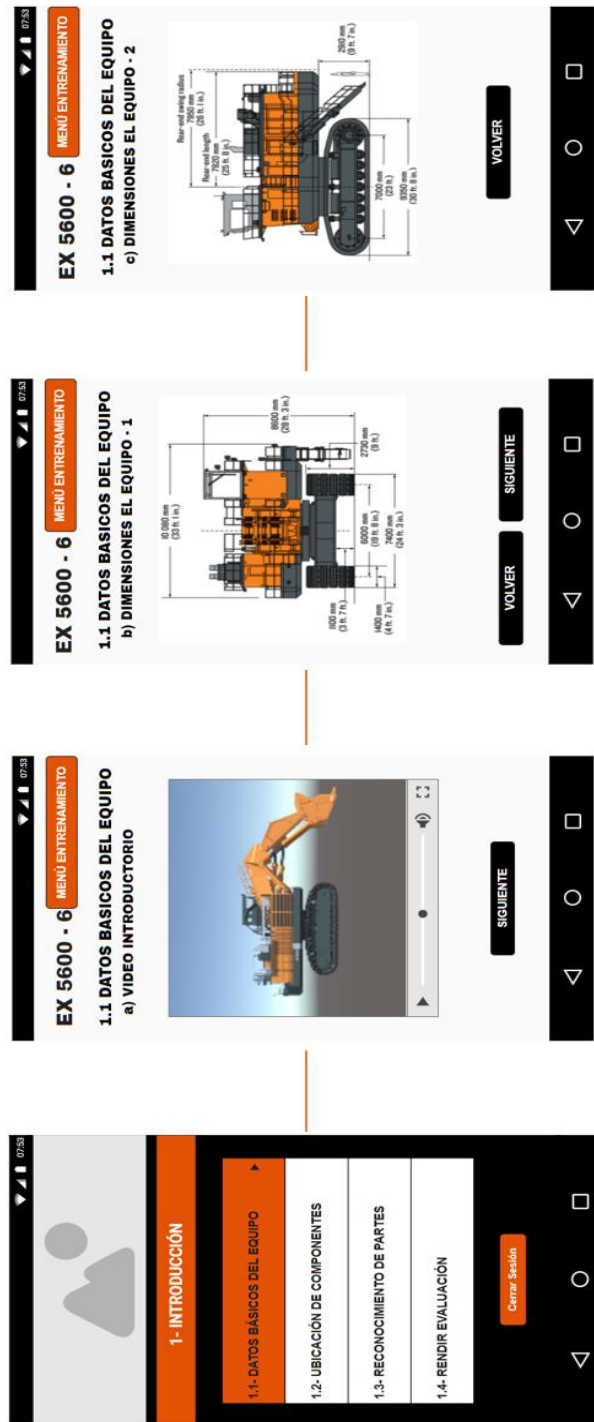 07:53
1- INTRODUCCIÓN
1.1- DATOS BÁSICOS DEL EQUIPO
1.2- UBICACIÓN DE COMPONENTES
1.3- RECONOCIMIENTO DE PARTES
1.4- RENDIR EVALUACIÓN
Cerrar Sesión
07:53
EX 5600 - 6 MENÚ ENTRENAMIENTO
1.1 DATOS BASICOS DEL EQUIPO
a) VIDEO INTRODUCTORIO
SIGUIENTE
07:53
EX 5600 - 6 MENÚ ENTRENAMIENTO
1.1 DATOS BASICOS DEL EQUIPO
b) DIMENSIONES EL EQUIPO - 1
10 080 mm
(33 ft. 1 in.)
8600 mm
(28 ft. 3 in.)
1100 mm
(3 ft. 7 ft.)
1400 mm
(4 ft. 7 in.)
6000 mm
(19 ft. 8 in.)
7400 mm
(24 ft. 3 in.)
2730 mm
(9 ft.)
VOLVER
SIGUIENTE
07:53
EX 5600 - 6 MENÚ ENTRENAMIENTO
1.1 DATOS BASICOS DEL EQUIPO
c) DIMENSIONES EL EQUIPO - 2
Rear-end swing radius
7950 mm
(26 ft. 1 in.)
Rear-end length
7820 mm
(25 ft. 8 in.)
2910 mm
(9 ft. 7 in.)
7000 mm
(23 ft.)
9350 mm
(30 ft. 8 in.)
VOLVER